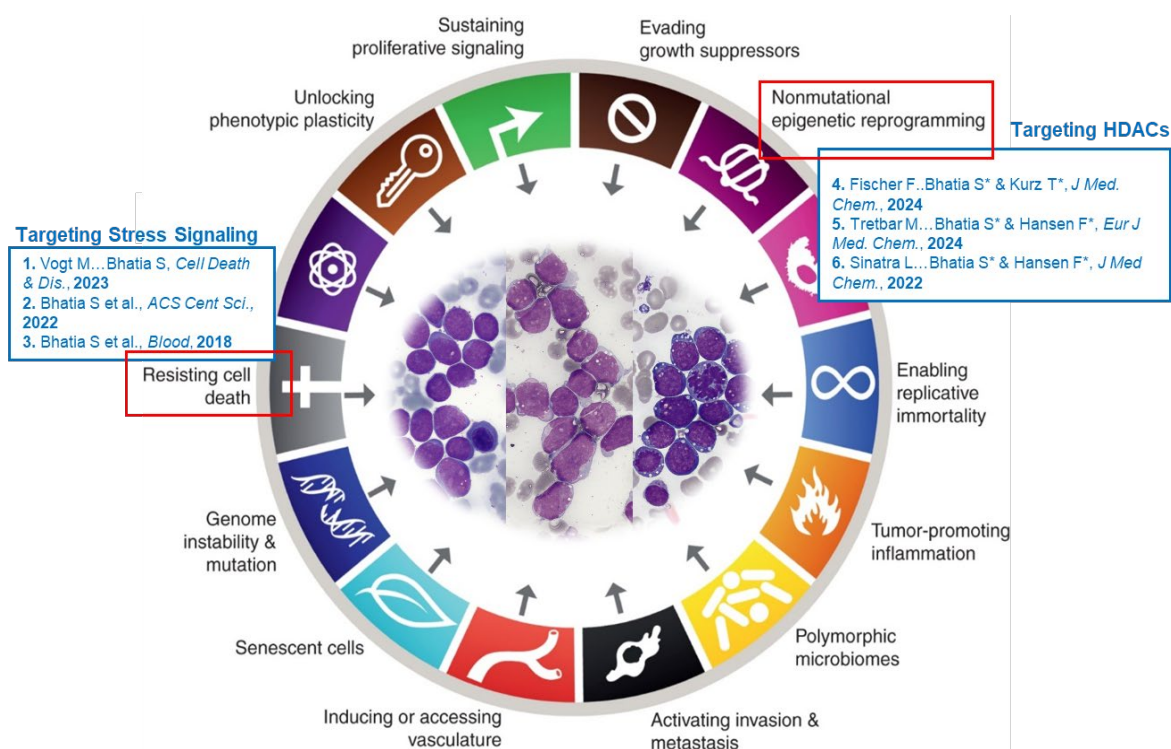 Sustaining
proliferative signaling
Evading
growth suppressors
Unlocking
phenotypic plasticity
Nonmutational
epigenetic reprogramming
Targeting HDACs
4. Fischer F..Bhatia S* & Kurz T*, J Med.
Chem., 2024
5. Tretbar M...Bhatia S* & Hansen F*, Eur J
Med. Chem., 2024
6. Sinatra L...Bhatia S* & Hansen F*, J Med
Chem., 2022
Targeting Stress Signaling
1. Vogt M...Bhatia S, Cell Death
& Dis., 2023
2. Bhatia S et al., ACS Cent Sci.,
2022
3. Bhatia S et al., Blood, 2018
Resisting cell
death
Enabling
replicative
immortality
Genome
instability &
mutation
Tumor-promoting
inflammation
Senescent cells
Polymorphic
microbiomes
Inducing or accessing
vasculature
Activating invasion &
metastasis